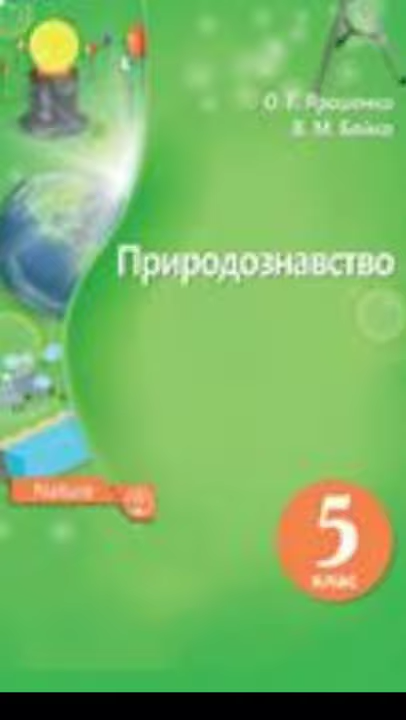 О. Г. Ярошенко
В. М. Бойко
Природознавство
5
клас